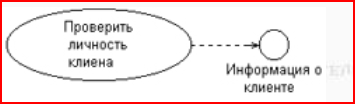 Проверить
личность
клиена
Информация о
клиенте